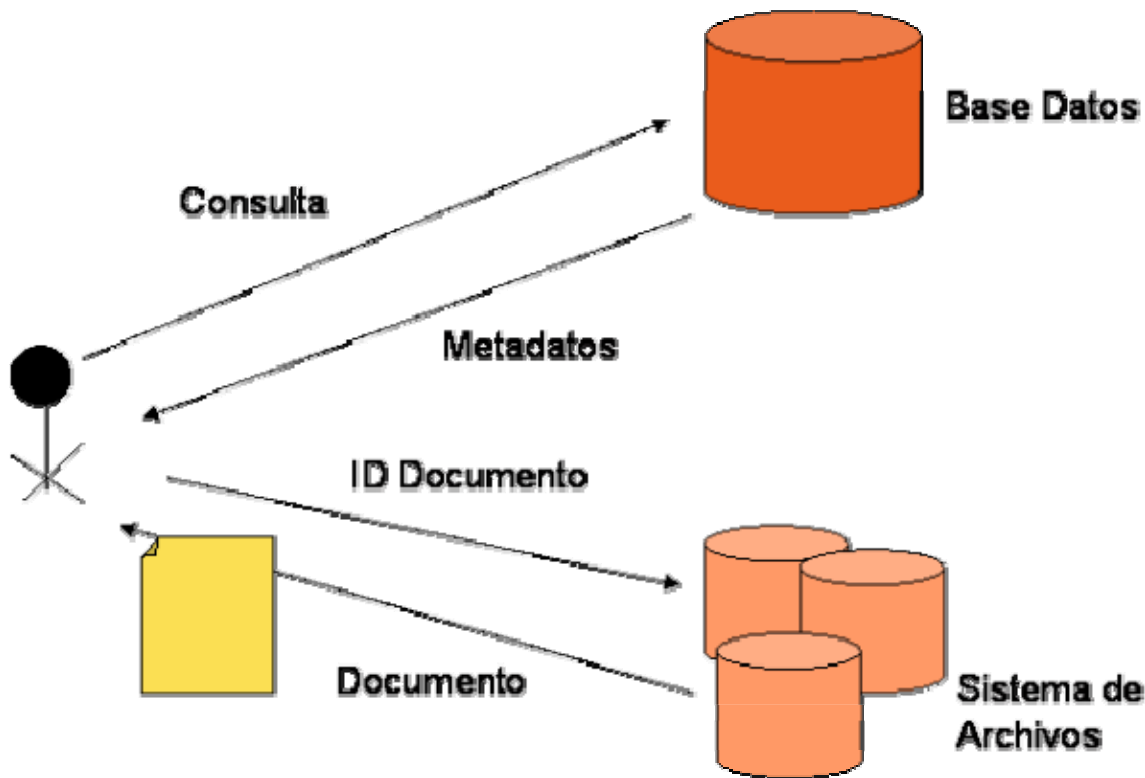 Base Datos
Consulta
Metadatos
ID Documento
Documento
Sistema de
Archivos